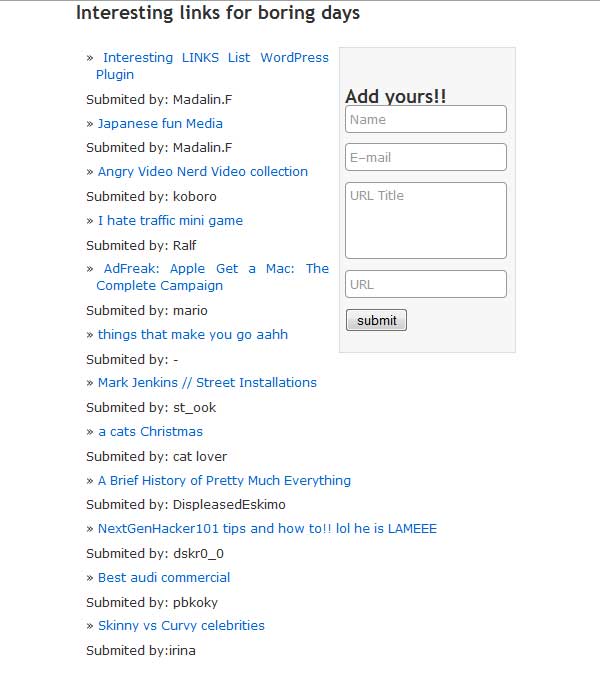 Interesting links for boring days
» Interesting LINKS List WordPress
Plugin
Submited by: Madalin.F
» Japanese fun Media
Submited by: Madalin.F
» Angry Video Nerd Video collection
Submited by: koboro
» I hate traffic mini game
Submited by: Ralf
» AdFreak: Apple Get a Mac: The
Complete Campaign
Submited by: mario
» things that make you go aahh
Submited by: -
» Mark Jenkins // Street Installations
Submited by: st_ook
» a cats Christmas
Submited by: cat lover
» A Brief History of Pretty Much Everything
Submited by: DispleasedEskimo
» NextGenHacker101 tips and how to!! lol he is LAMEEE
Submited by: dskr0_0
» Best audi commercial
Submited by: pbkoky
» Skinny vs Curvy celebrities
Submited by:irina
Add yours!!
Name
E-mail
URL Title
URL
submit